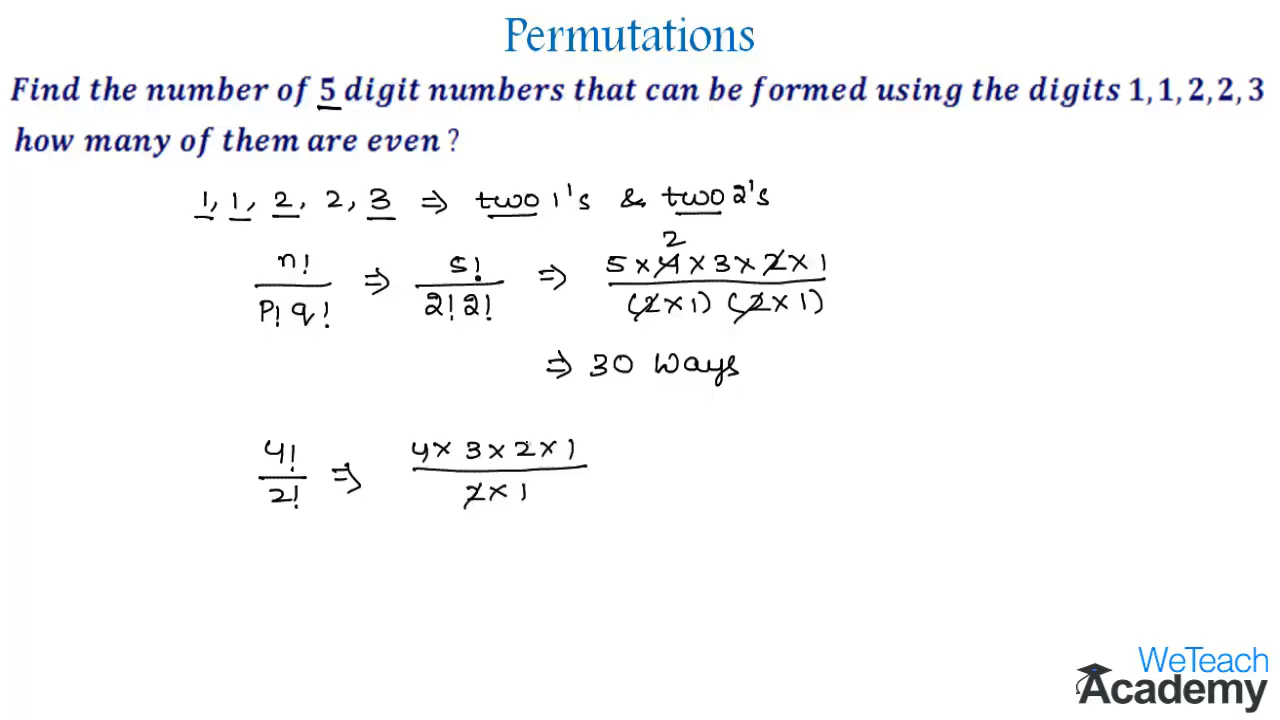 Permutations
Find the number of 5 digit numbers that can be formed using the digits 1, 1, 2, 2, 3
how many of them are even ?
1, 1, 2, 2, 3 ⇒ two 1's & two 2's
n!/P! q! ⇒ 5!/2! 2! ⇒ 5 × 4 × 3 × 2 × 1/(2 × 1) (2 × 1)
2
⇒ 30 ways
4!/2! ⇒ 4 × 3 × 2 × 1/2 × 1
WeTeach
Academy